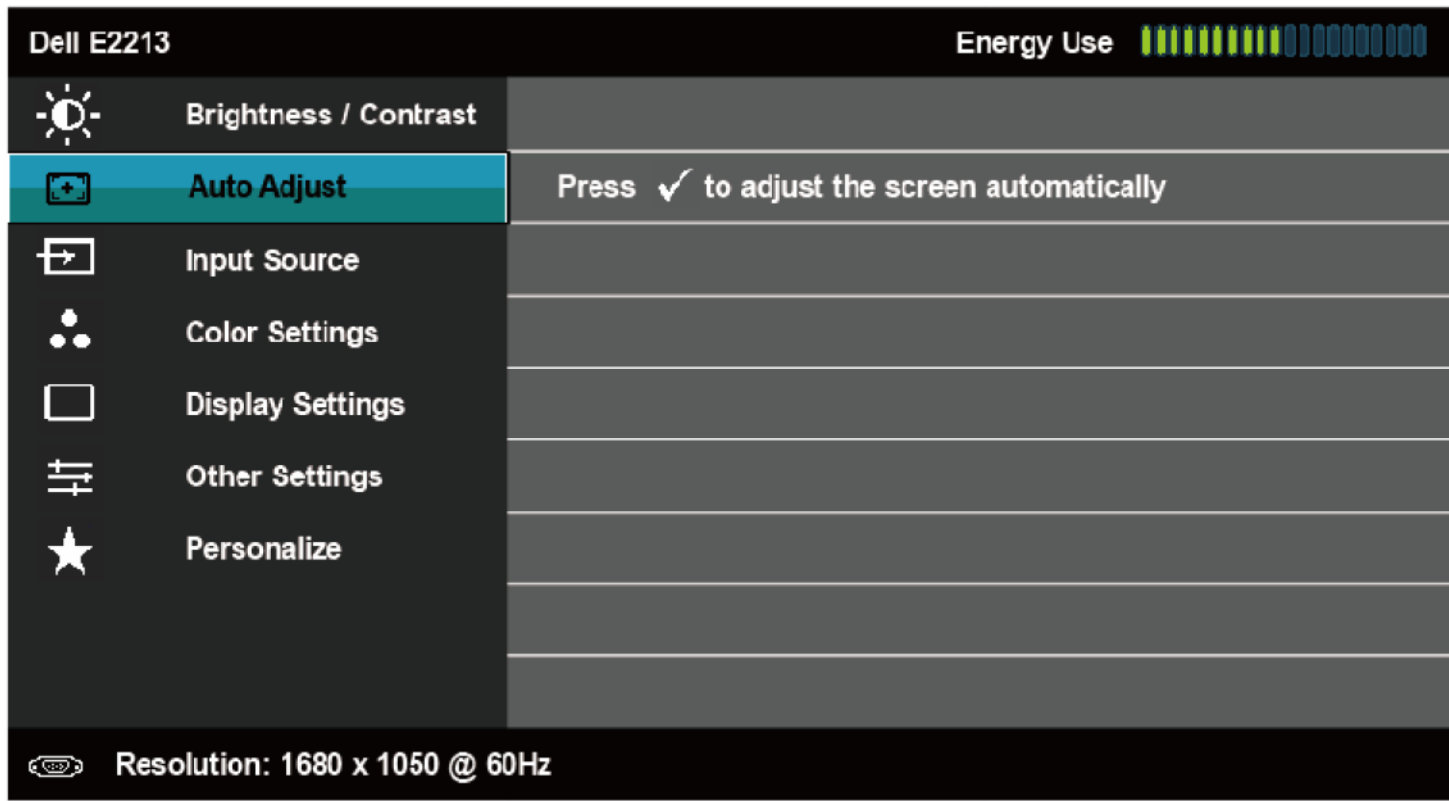 Dell E2213 Energy Use
Brightness / Contrast
Auto Adjust Press ✓ to adjust the screen automatically
Input Source
Color Settings
Display Settings
Other Settings
Personalize
Resolution: 1680 x 1050 @ 60Hz